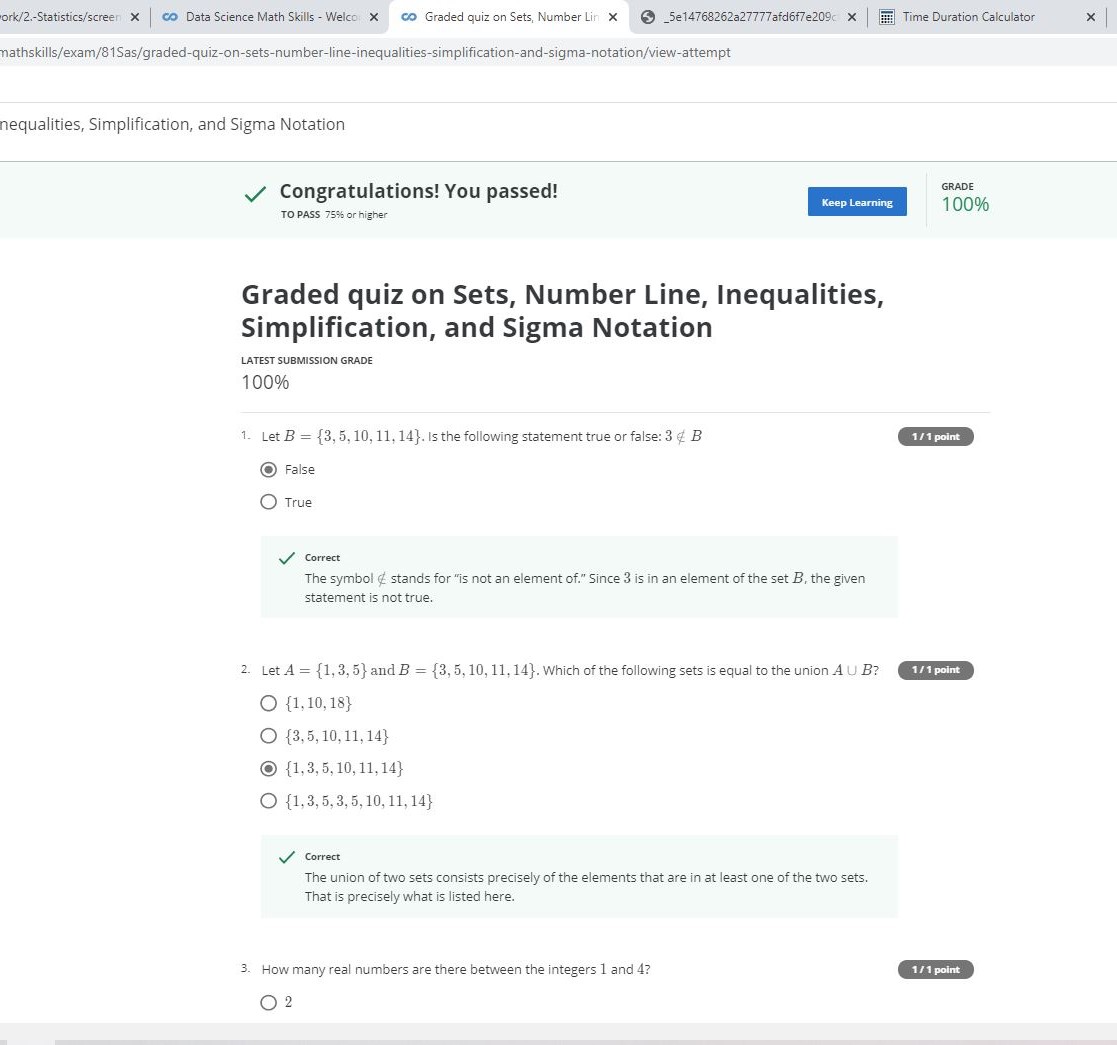 ork/2.-Statistics/screen
Data Science Math Skills - Welco
Graded quiz on Sets, Number Lin
_5e14768262a27777afd6f7e209c
Time Duration Calculator
mathskills/exam/81Sas/graded-quiz-on-sets-number-line-inequalities-simplification-and-sigma-notation/view-attempt
nequalities, Simplification, and Sigma Notation
Congratulations! You passed!
TO PASS 75% or higher
Keep Learning
GRADE
100%
Graded quiz on Sets, Number Line, Inequalities,
Simplification, and Sigma Notation
LATEST SUBMISSION GRADE
100%
1. Let B = {3, 5, 10, 11, 14}. Is the following statement true or false: 3 ∉ B
1 / 1 point
False
True
Correct
The symbol ∉ stands for “is not an element of.” Since 3 is in an element of the set B, the given
statement is not true.
2. Let A = {1, 3, 5} and B = {3, 5, 10, 11, 14}. Which of the following sets is equal to the union A ∪ B?
1 / 1 point
{1, 10, 18}
{3, 5, 10, 11, 14}
{1, 3, 5, 10, 11, 14}
{1, 3, 5, 3, 5, 10, 11, 14}
Correct
The union of two sets consists precisely of the elements that are in at least one of the two sets.
That is precisely what is listed here.
3. How many real numbers are there between the integers 1 and 4?
1 / 1 point
2